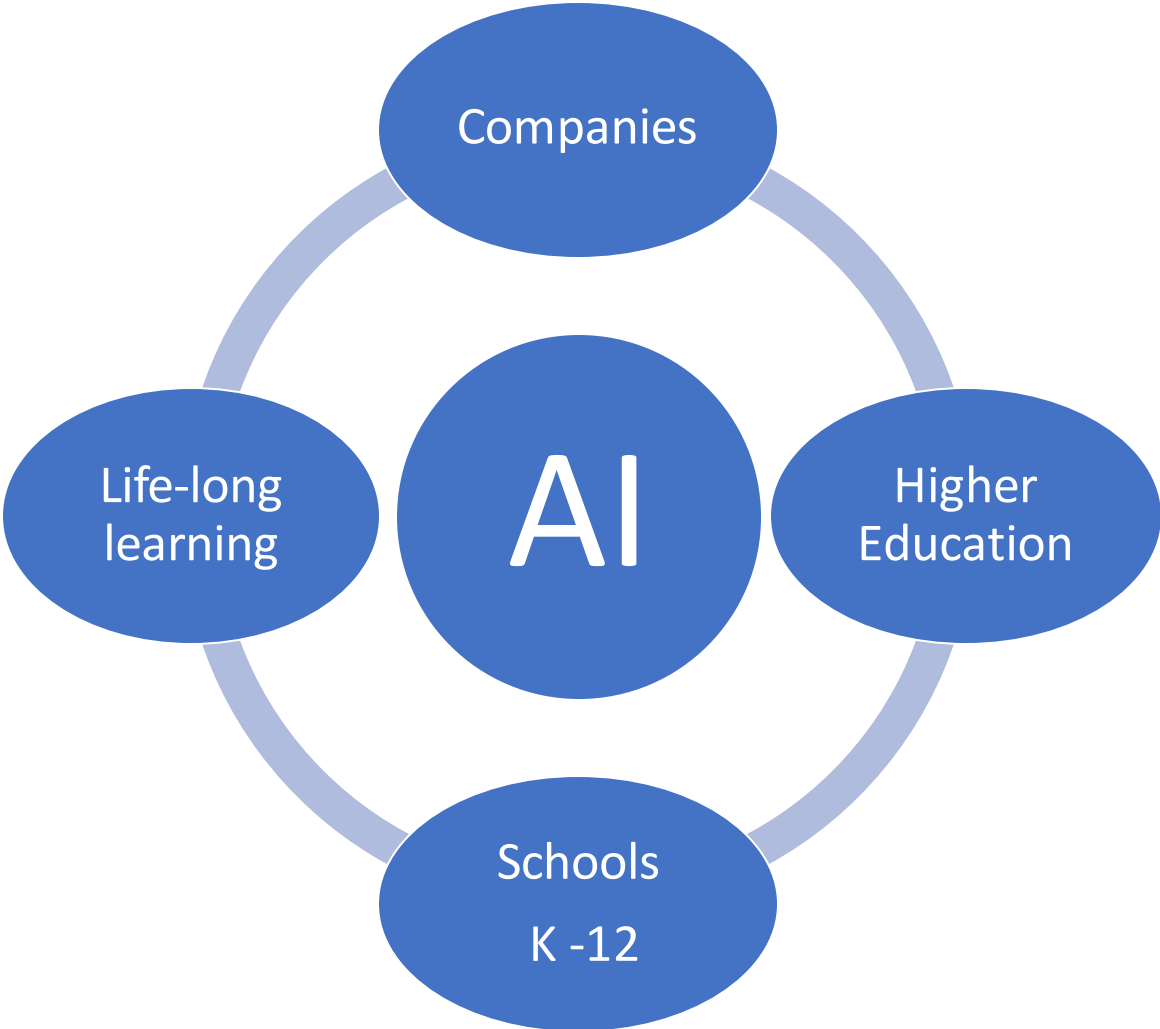 Companies
Life-long
learning
AI
Higher
Education
Schools
K -12